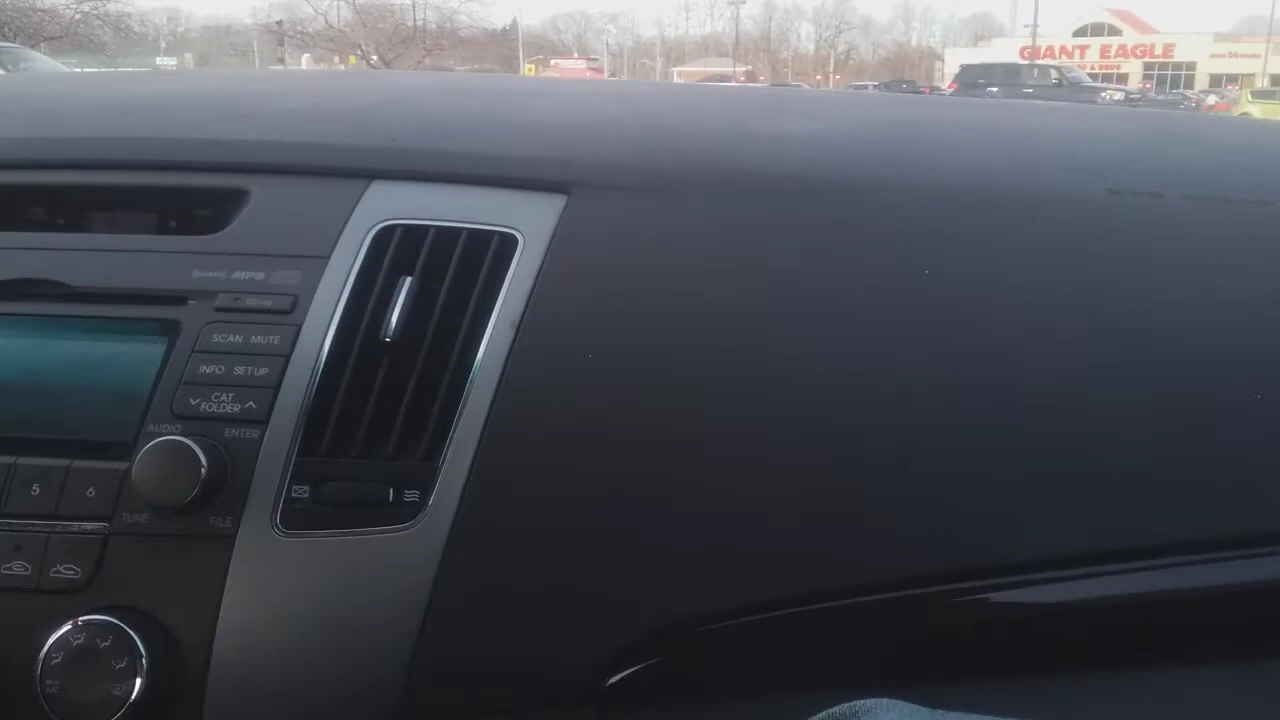 GIANT EAGLE
MP3
SCAN MUTE
INFO SETUP
CAT
FOLDER
AUDIO
ENTER
5
6
TUNE
FILE